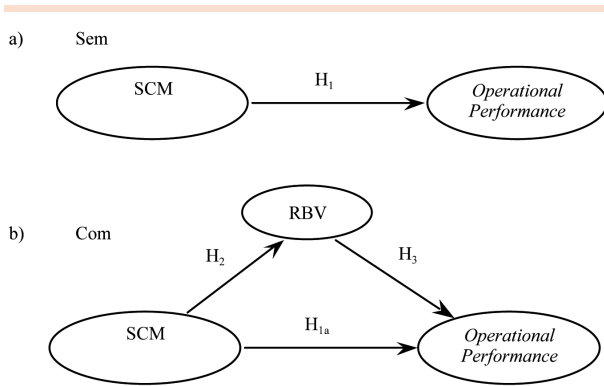 a) Sem
SCM
H₁
Operational
Performance
RBV
b) Com
H₂
H₃
SCM
H₁ₐ
Operational
Performance